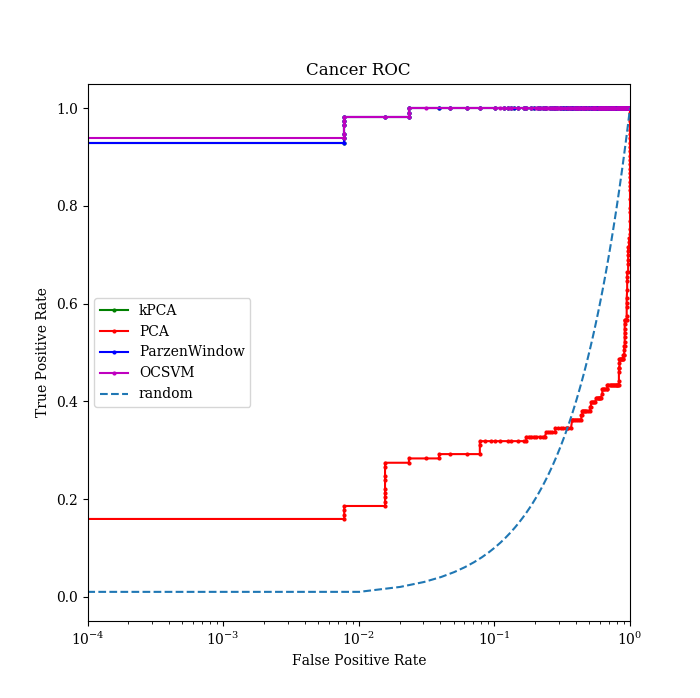 Cancer ROC
True Positive Rate
1.0
0.8
0.6
0.4
0.2
0.0
kPCA
PCA
ParzenWindow
OCSVM
random
10⁻⁴ 10⁻³ 10⁻² 10⁻¹ 10⁰
False Positive Rate